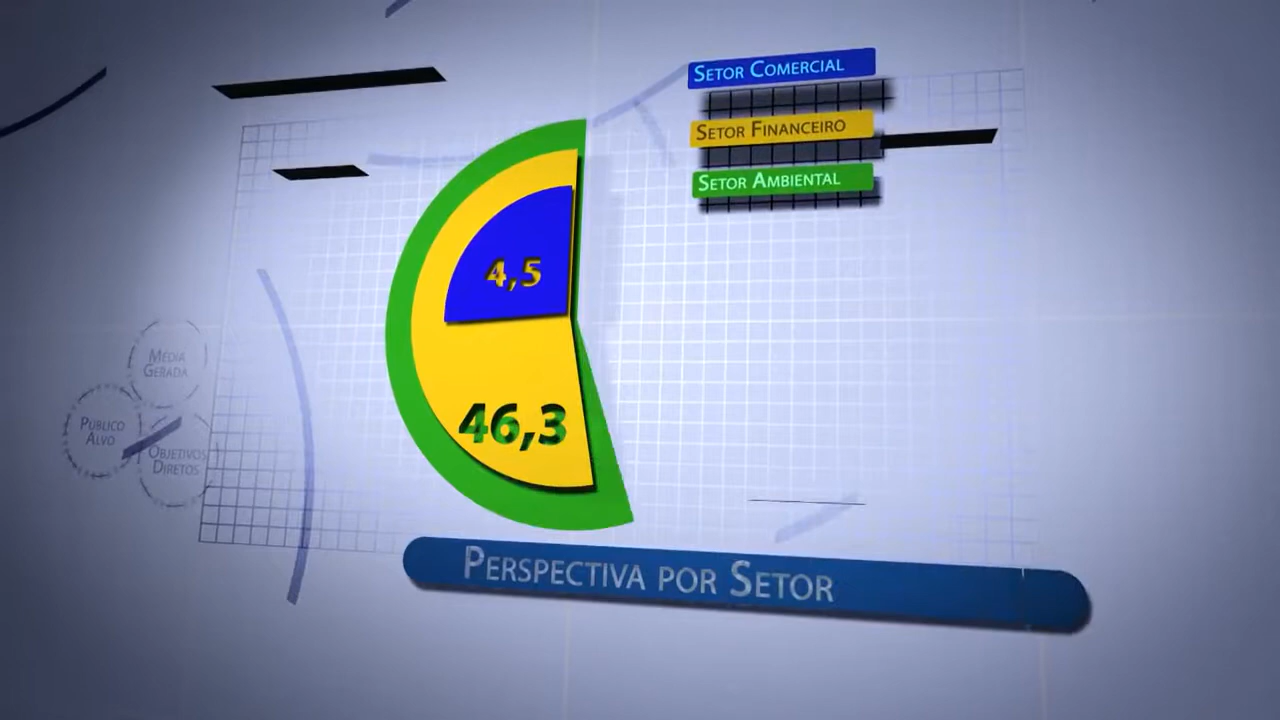 Setor Comercial
Setor Financeiro
Setor Ambiental
4,5
46,3
Média
Gerada
Público
Alvo
Objetivos
Diretos
Perspectiva por Setor